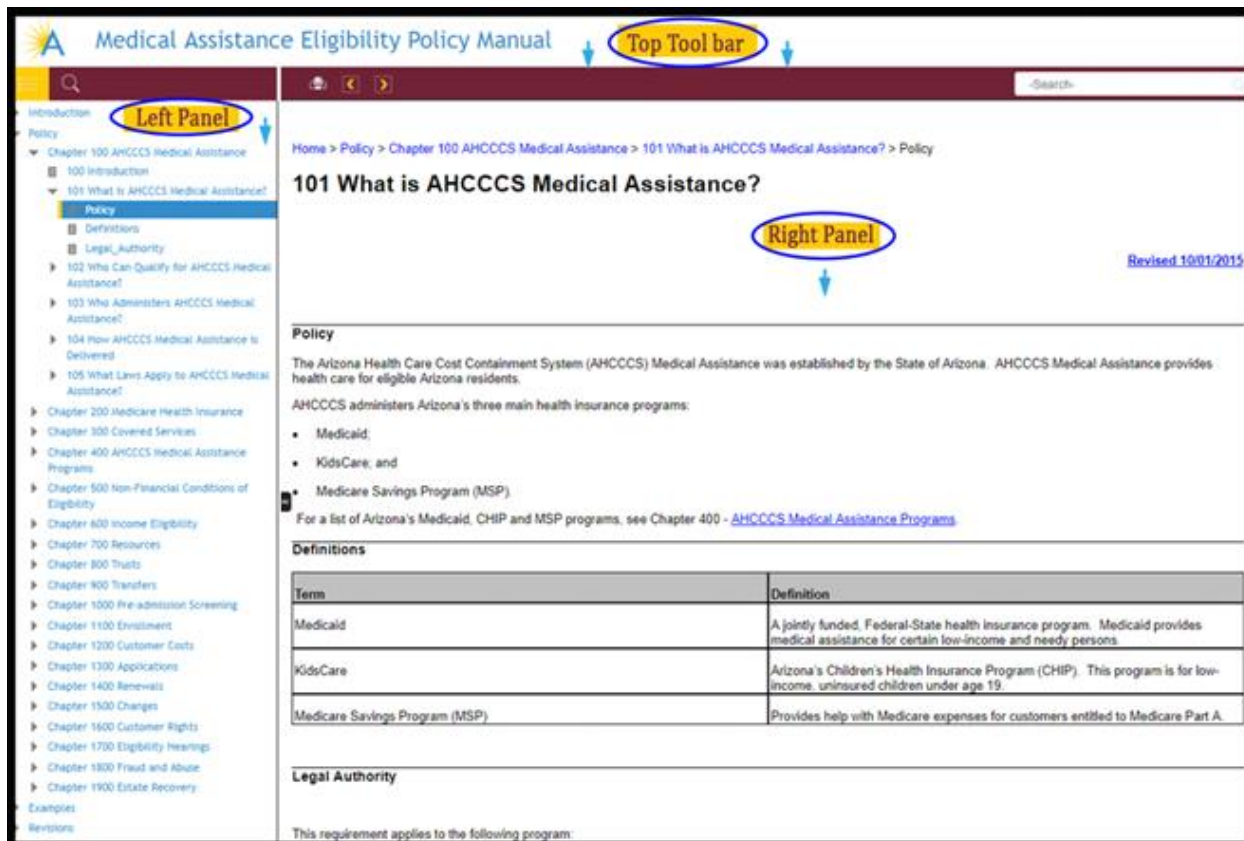 Medical Assistance Eligibility Policy Manual
Top Tool bar
-Search-
Left Panel
Introduction
Policy
Chapter 100 AHCCCS Medical Assistance
100 Introduction
101 What is AHCCCS Medical Assistance?
Policy
Definitions
Legal_Authority
102 Who Can Qualify for AHCCCS Medical
Assistance?
103 Who Administers AHCCCS Medical
Assistance?
104 How AHCCCS Medical Assistance is
Delivered
105 What Laws Apply to AHCCCS Medical
Assistance?
Chapter 200 Medicare Health Insurance
Chapter 300 Covered Services
Chapter 400 AHCCCS Medical Assistance
Programs
Chapter 500 Non-Financial Conditions of
Eligibility
Chapter 600 Income Eligibility
Chapter 700 Resources
Chapter 800 Trusts
Chapter 900 Transfers
Chapter 1000 Pre-admission Screening
Chapter 1100 Enrollment
Chapter 1200 Customer Costs
Chapter 1300 Applications
Chapter 1400 Renewals
Chapter 1500 Changes
Chapter 1600 Customer Rights
Chapter 1700 Eligibility Hearings
Chapter 1800 Fraud and Abuse
Chapter 1900 Estate Recovery
Examples
Revisions
Home > Policy > Chapter 100 AHCCCS Medical Assistance > 101 What is AHCCCS Medical Assistance? > Policy
101 What is AHCCCS Medical Assistance?
Right Panel
Revised 10/01/2015
Policy
The Arizona Health Care Cost Containment System (AHCCCS) Medical Assistance was established by the State of Arizona. AHCCCS Medical Assistance provides
health care for eligible Arizona residents.
AHCCCS administers Arizona's three main health insurance programs:
• Medicaid;
• KidsCare; and
• Medicare Savings Program (MSP).
For a list of Arizona's Medicaid, CHIP and MSP programs, see Chapter 400 - AHCCCS Medical Assistance Programs.
Definitions
Term Definition
Medicaid A jointly funded, Federal-State health insurance program. Medicaid provides
medical assistance for certain low-income and needy persons.
KidsCare Arizona's Children's Health Insurance Program (CHIP). This program is for low-
income, uninsured children under age 19.
Medicare Savings Program (MSP) Provides help with Medicare expenses for customers entitled to Medicare Part A.
Legal Authority
This requirement applies to the following program: